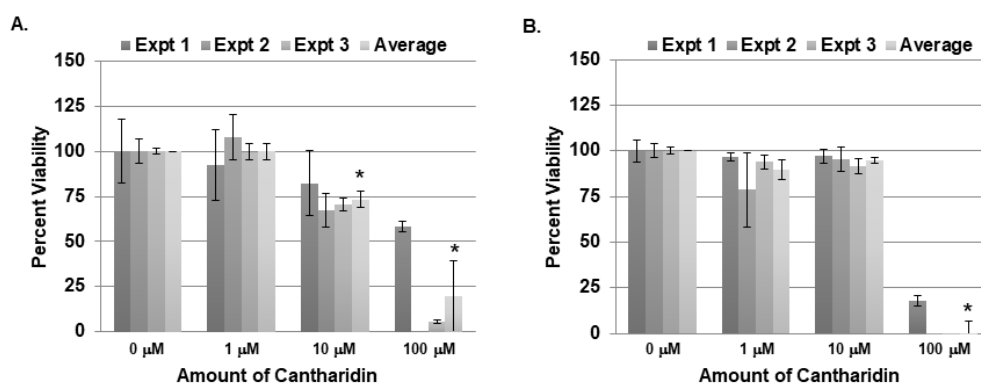 A.
Expt 1 Expt 2 Expt 3 Average
150
125
100
75
50
25
0
Percent Viability
* *
0 μM 1 μM 10 μM 100 μM
Amount of Cantharidin
B.
Expt 1 Expt 2 Expt 3 Average
150
125
100
75
50
25
0
Percent Viability
*
0 μM 1 μM 10 μM 100 μM
Amount of Cantharidin